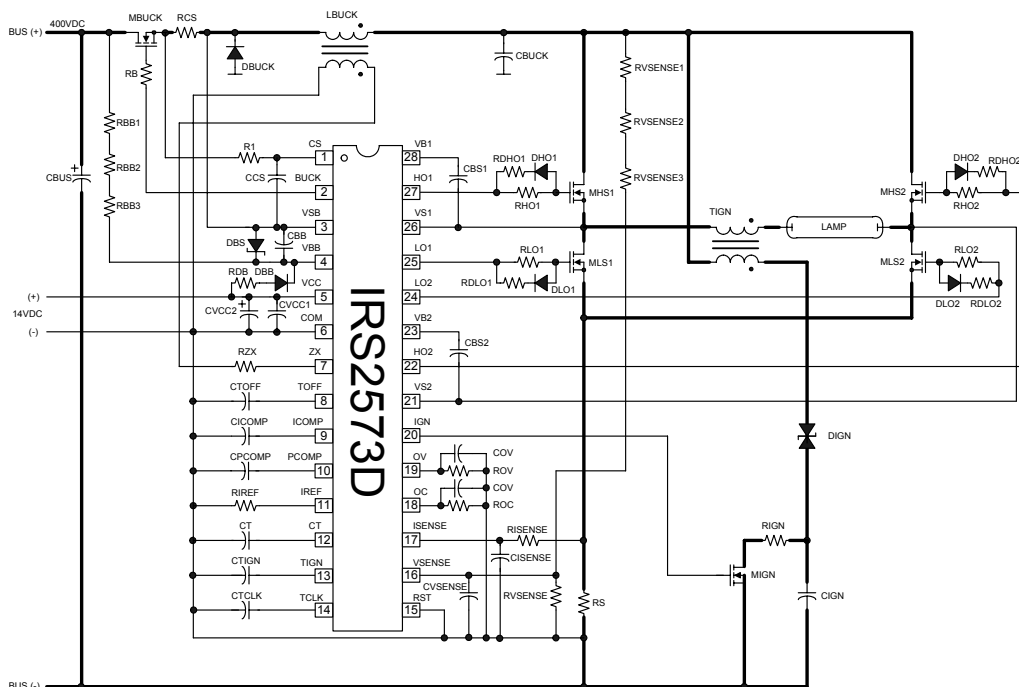 400VDC
MBUCK
RCS
LBUCK
BUS (+)
DBUCK
CBUCK
RB
RVSENSE1
RBB1
RVSENSE2
R1
CS
1
28
VB1
CBS1
RDHO1
DHO1
DHO2
RDHO2
RBB2
CBUS
+
CCS
BUCK
2
27
HO1
RVSENSE3
RHO1
MHS1
MHS2
RHO2
RBB3
VSB
3
26
VS1
TIGN
LAMP
DBS
CBB
VBB
4
25
LO1
RLO1
MLS1
MLS2
RLO2
RDB
DBB
VCC
RDLO1
DLO1
DLO2
RDLO2
(+)
5
24
LO2
14VDC
CVCC2
+
CVCC1
COM
(-)
6
23
VB2
CBS2
RZX
ZX
7
22
HO2
CTOFF
TOFF
8
21
VS2
CICOMP
ICOMP
9
20
IGN
DIGN
CPCOMP
PCOMP
10
19
OV
COV
ROV
RIREF
IREF
11
18
OC
COV
ROC
CT
CT
12
17
ISENSE
RISENSE
CISENSE
RIGN
CTIGN
TIGN
13
16
VSENSE
CVSENSE
RVSENSE
RS
MIGN
CIGN
CTCLK
TCLK
14
15
RST
IRS2573D
BUS (-)